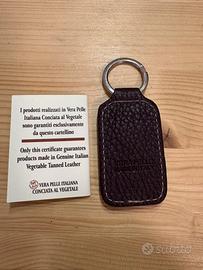 I prodotti realizzati in Vera Pelle
Italiana Conciata al Vegetale
sono garantiti esclusivamente
da questo cartellino
Only this certificate guarantees
products made in Genuine Italian
Vegetable Tanned Leather
VERA PELLE ITALIANA
CONCIATA AL VEGETALE
subito